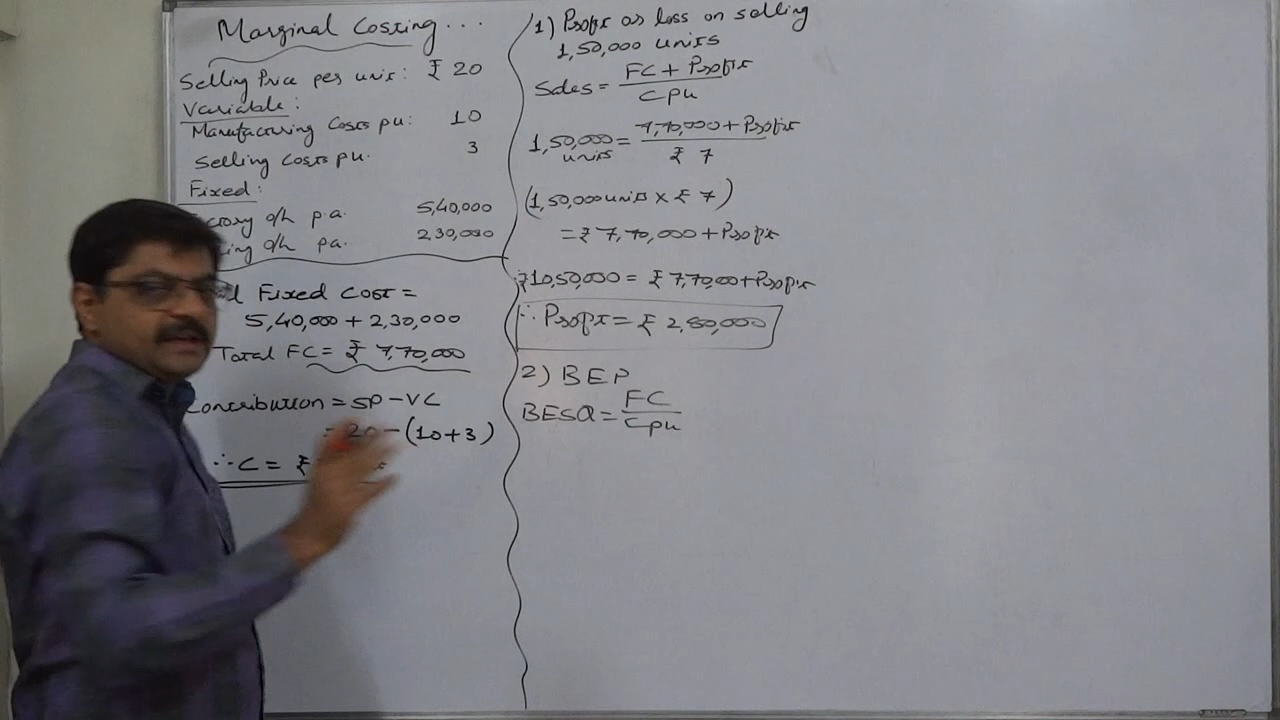 Marginal Costing...
Selling Price per unit: ₹ 20
Variable:
Manufacturing Costs pu: 10
Selling Costs pu. 3
Fixed:
o/h p.a. 5,40,000
o/h pa. 2,30,000
Fixed Cost =
5,40,000 + 2,30,000
Total FC = ₹ 7,70,000
Contribution = SP - VC
= 20 - (10+3)
∴ C = ₹
1) Profit or loss on selling
1,50,000 units
Sales = FC + Profit
Cpu
1,50,000 = 7,70,000 + Profit
units ₹ 7
(1,50,000 units x ₹ 7)
= ₹ 7,70,000 + Profit
₹10,50,000 = ₹ 7,70,000 + Profit
∴ Profit = ₹ 2,80,000
2) BEP
BESQ = FC
Cpu